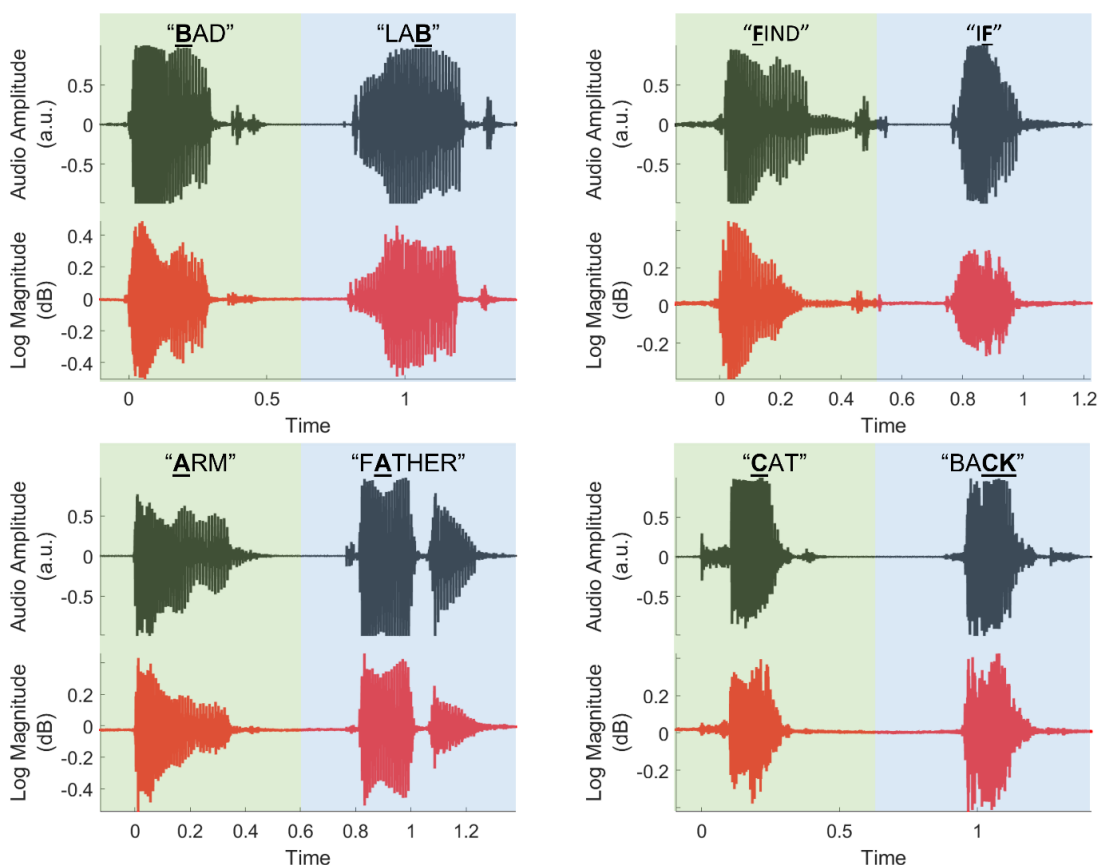 “BAD” “LAB”
Audio Amplitude
(a.u.)
0.5
0
-0.5
Log Magnitude
(dB)
0.4
0.2
0
-0.2
-0.4
0 0.5 1
Time
“FIND” “IF”
Audio Amplitude
(a.u.)
0.5
0
-0.5
Log Magnitude
(dB)
0.2
0
-0.2
0 0.2 0.4 0.6 0.8 1 1.2
Time
“ARM” “FATHER”
Audio Amplitude
(a.u.)
0.5
0
-0.5
Log Magnitude
(dB)
0.2
0
-0.2
-0.4
0 0.2 0.4 0.6 0.8 1 1.2
Time
“CAT” “BACK”
Audio Amplitude
(a.u.)
0.5
0
-0.5
Log Magnitude
(dB)
0.2
0
-0.2
0 0.5 1
Time